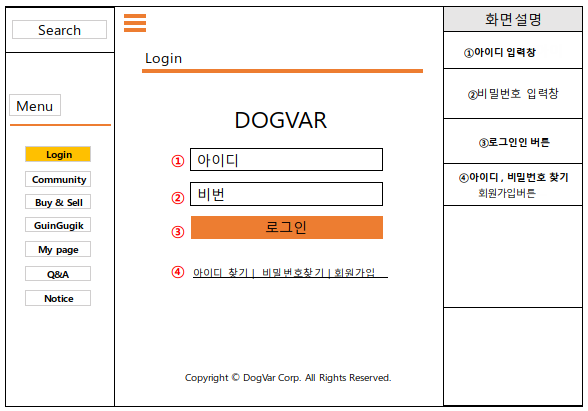 Search
Menu
Login
Community
Buy & Sell
GuinGugik
My page
Q&A
Notice
Login
DOGVAR
① 아이디
② 비번
③ 로그인
④ 아이디 찾기 | 비밀번호찾기 | 회원가입
Copyright © DogVar Corp. All Rights Reserved.
화면설명
①아이디 입력창
②비밀번호 입력창
③로그인인 버튼
④아이디 , 비밀번호 찾기
회원가입버튼